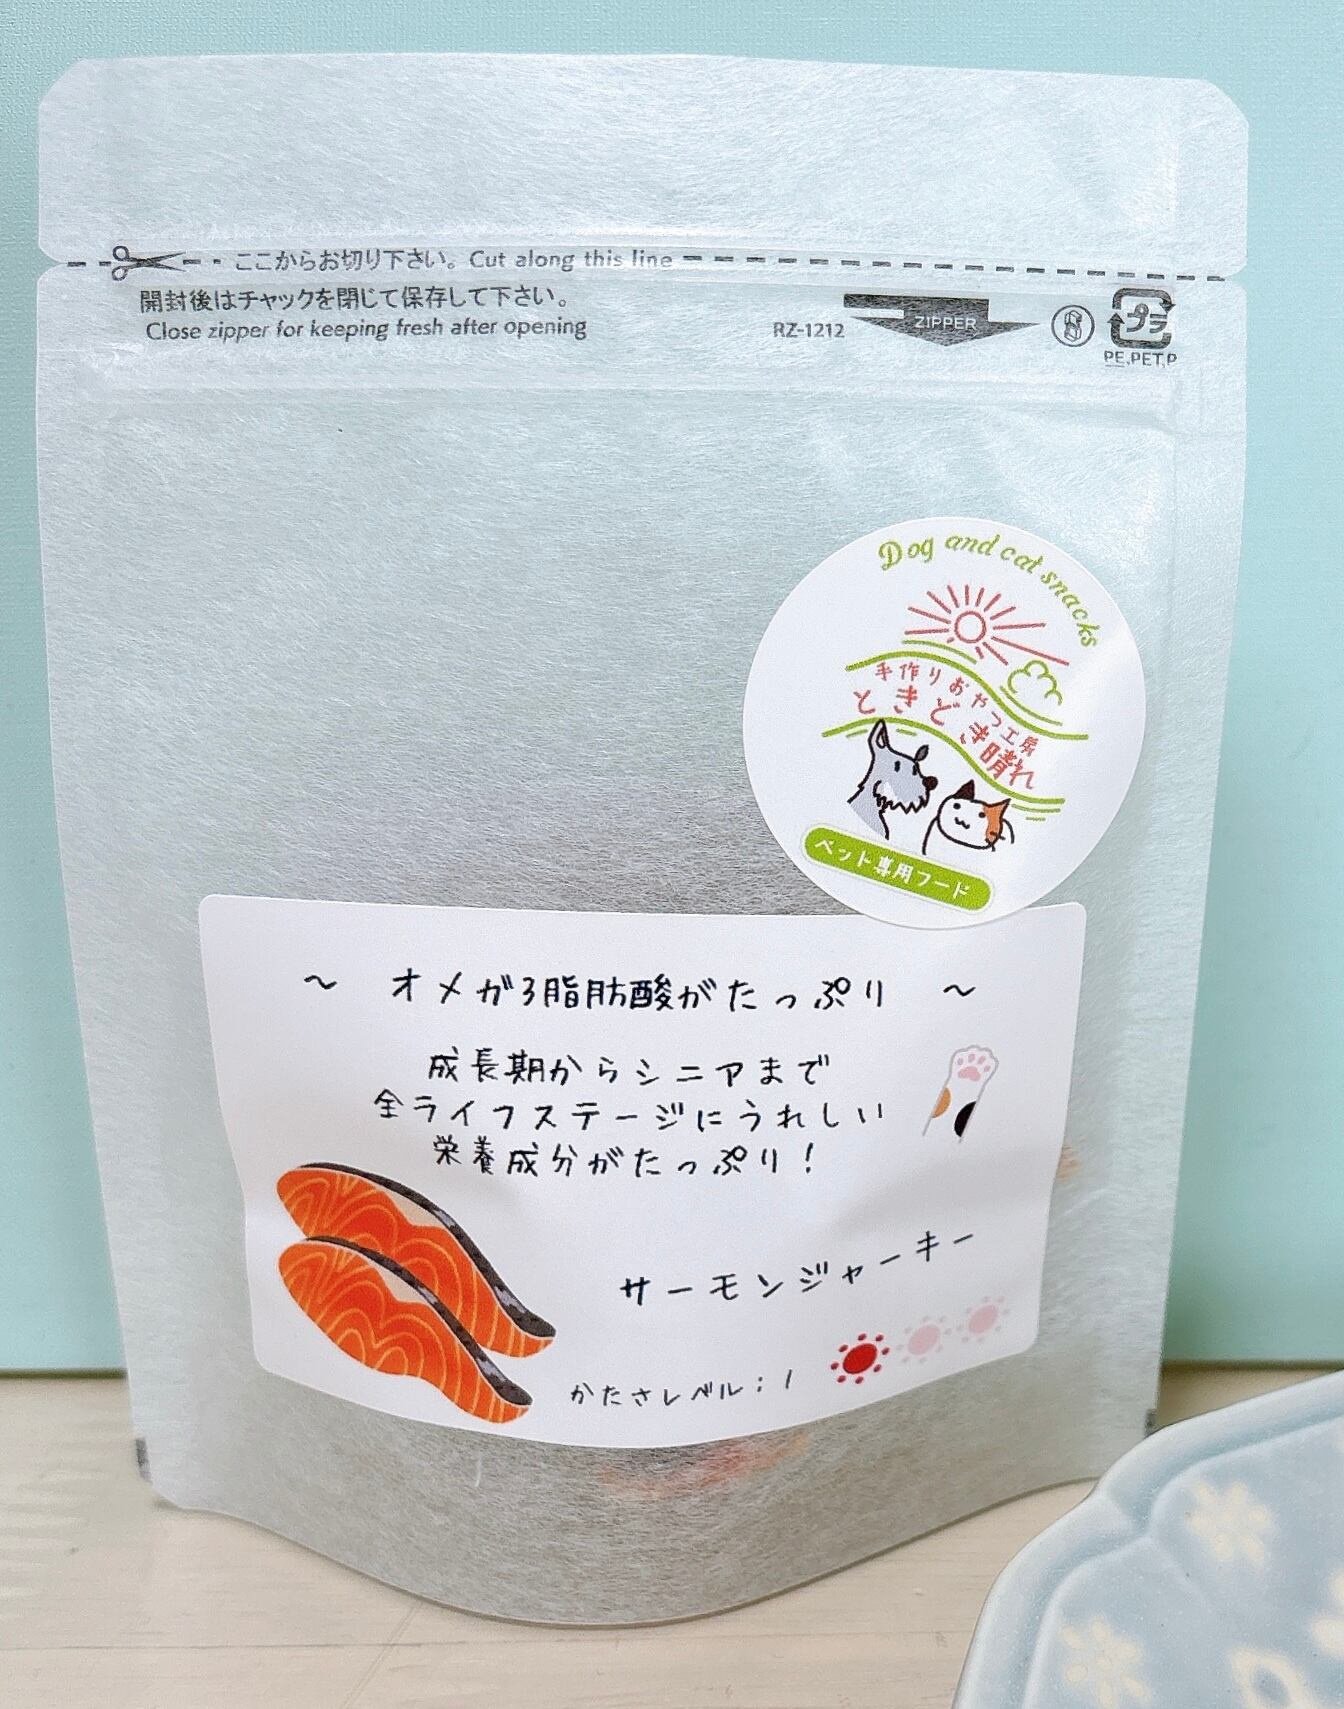 ここからお切り下さい。Cut along this line
開封後はチャックを閉じて保存して下さい。
Close zipper for keeping fresh after opening
RZ-1212
ZIPPER
プラ
PE,PET,P
Dog and cat snacks
手作りおやつ工房
ときどき晴れ
ペット専用フード
～ オメガ3脂肪酸がたっぷり ～
成長期からシニアまで
全ライフステージにうれしい
栄養成分がたっぷり！
サーモンジャーキー
かたさレベル：1